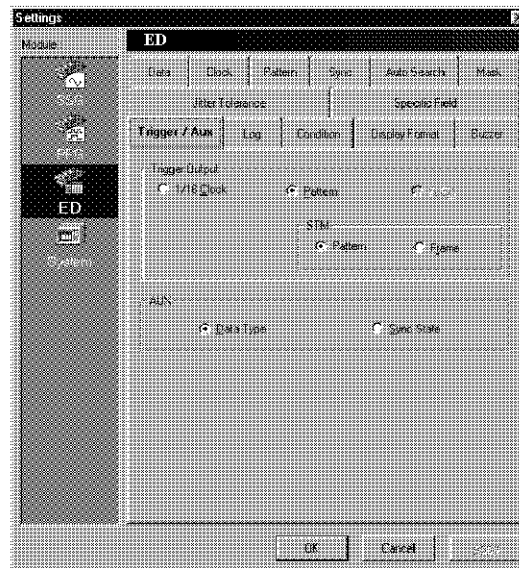 Settings
Module
ED
Data Clock Pattern Sync Auto Search Mask
Jitter Tolerance Specific Field
Trigger / Aux Log Condition Display Format Buzzer
Trigger Output
1/16 Clock Pattern
STM
Pattern Frame
AUX
Data Type Sync State
SSG
PPG
ED
System
OK Cancel Apply